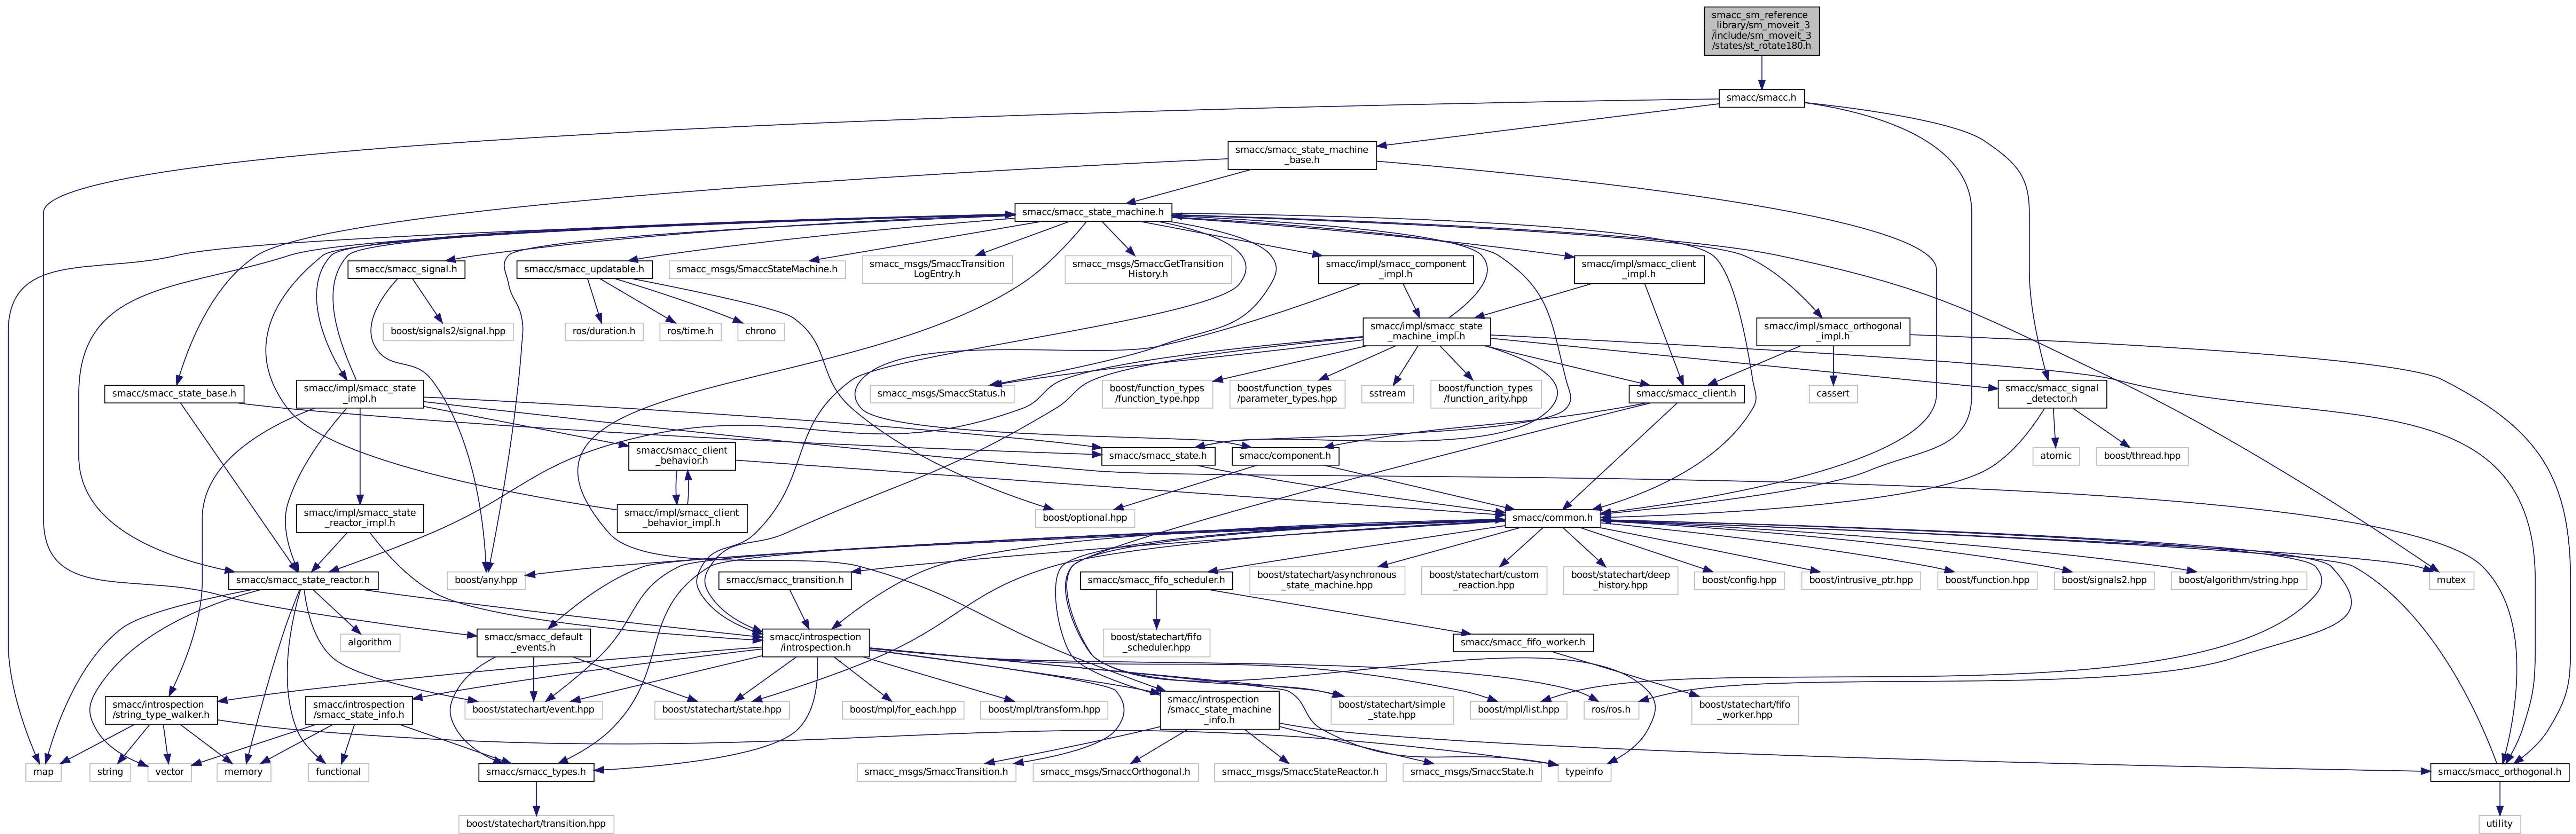 smacc_sm_reference
_library/sm_moveit_3
/include/sm_moveit_3
/states/st_rotate180.h
smacc/smacc.h
smacc/smacc_state_machine
_base.h
smacc/smacc_state_machine.h
smacc/smacc_signal.h
smacc/smacc_updatable.h
smacc_msgs/SmaccStateMachine.h
smacc_msgs/SmaccTransition
LogEntry.h
smacc_msgs/SmaccGetTransition
History.h
smacc/impl/smacc_component
_impl.h
smacc/impl/smacc_client
_impl.h
boost/signals2/signal.hpp
ros/duration.h
ros/time.h
chrono
smacc/impl/smacc_state
_machine_impl.h
smacc/impl/smacc_orthogonal
_impl.h
smacc/smacc_state_base.h
smacc/impl/smacc_state
_impl.h
smacc_msgs/SmaccStatus.h
boost/function_types
/function_type.hpp
boost/function_types
/parameter_types.hpp
sstream
boost/function_types
/function_arity.hpp
smacc/smacc_client.h
cassert
smacc/smacc_signal
_detector.h
smacc/smacc_client
_behavior.h
smacc/smacc_state.h
smacc/component.h
atomic
boost/thread.hpp
smacc/impl/smacc_state
_reactor_impl.h
smacc/impl/smacc_client
_behavior_impl.h
boost/optional.hpp
smacc/common.h
smacc/smacc_state_reactor.h
boost/any.hpp
smacc/smacc_transition.h
smacc/smacc_fifo_scheduler.h
boost/statechart/asynchronous
_state_machine.hpp
boost/statechart/custom
_reaction.hpp
boost/statechart/deep
_history.hpp
boost/config.hpp
boost/intrusive_ptr.hpp
boost/function.hpp
boost/signals2.hpp
boost/algorithm/string.hpp
mutex
algorithm
smacc/smacc_default
_events.h
smacc/introspection
/introspection.h
boost/statechart/fifo
_scheduler.hpp
smacc/smacc_fifo_worker.h
smacc/introspection
/string_type_walker.h
smacc/introspection
/smacc_state_info.h
boost/statechart/event.hpp
boost/statechart/state.hpp
boost/mpl/for_each.hpp
boost/mpl/transform.hpp
smacc/introspection
/smacc_state_machine
_info.h
boost/statechart/simple
_state.hpp
boost/mpl/list.hpp
ros/ros.h
boost/statechart/fifo
_worker.hpp
map
string
vector
memory
functional
smacc/smacc_types.h
smacc_msgs/SmaccTransition.h
smacc_msgs/SmaccOrthogonal.h
smacc_msgs/SmaccStateReactor.h
smacc_msgs/SmaccState.h
typeinfo
smacc/smacc_orthogonal.h
boost/statechart/transition.hpp
utility